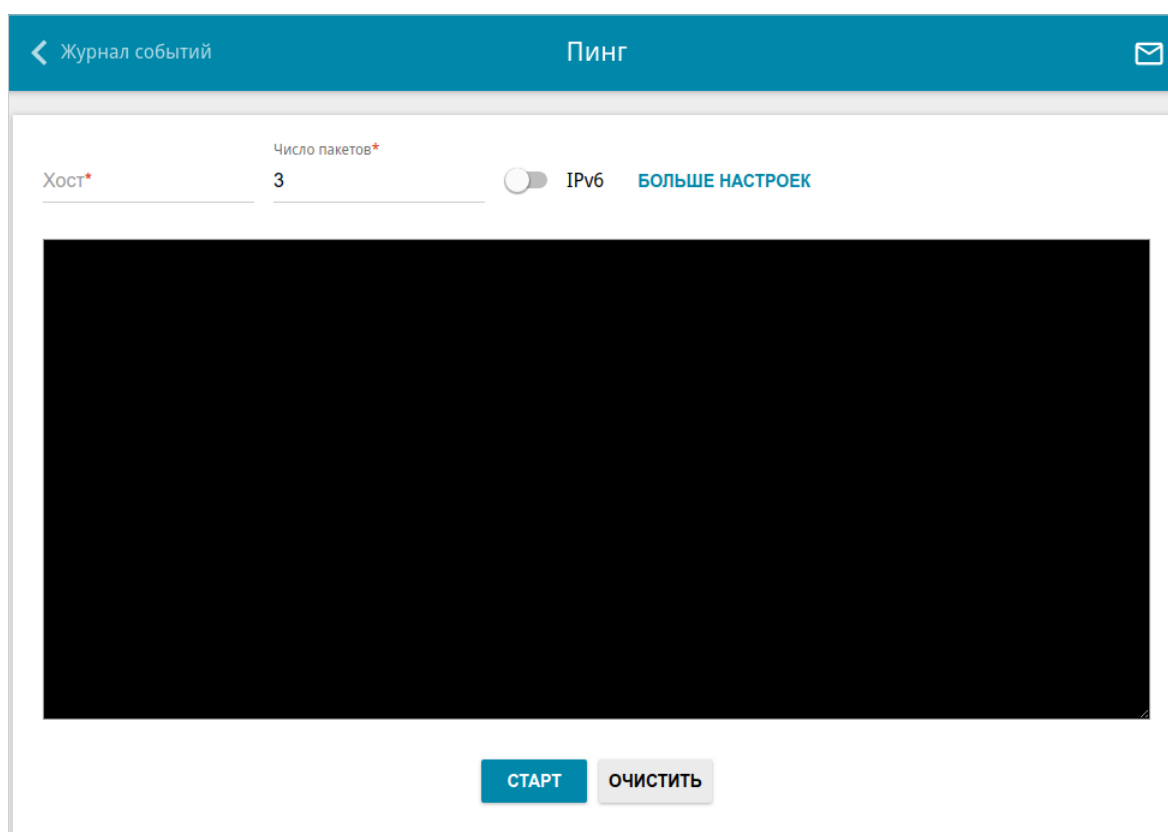 Журнал событий
Пинг
Число пакетов*
Хост*
3
IPv6
БОЛЬШЕ НАСТРОЕК
СТАРТ
ОЧИСТИТЬ